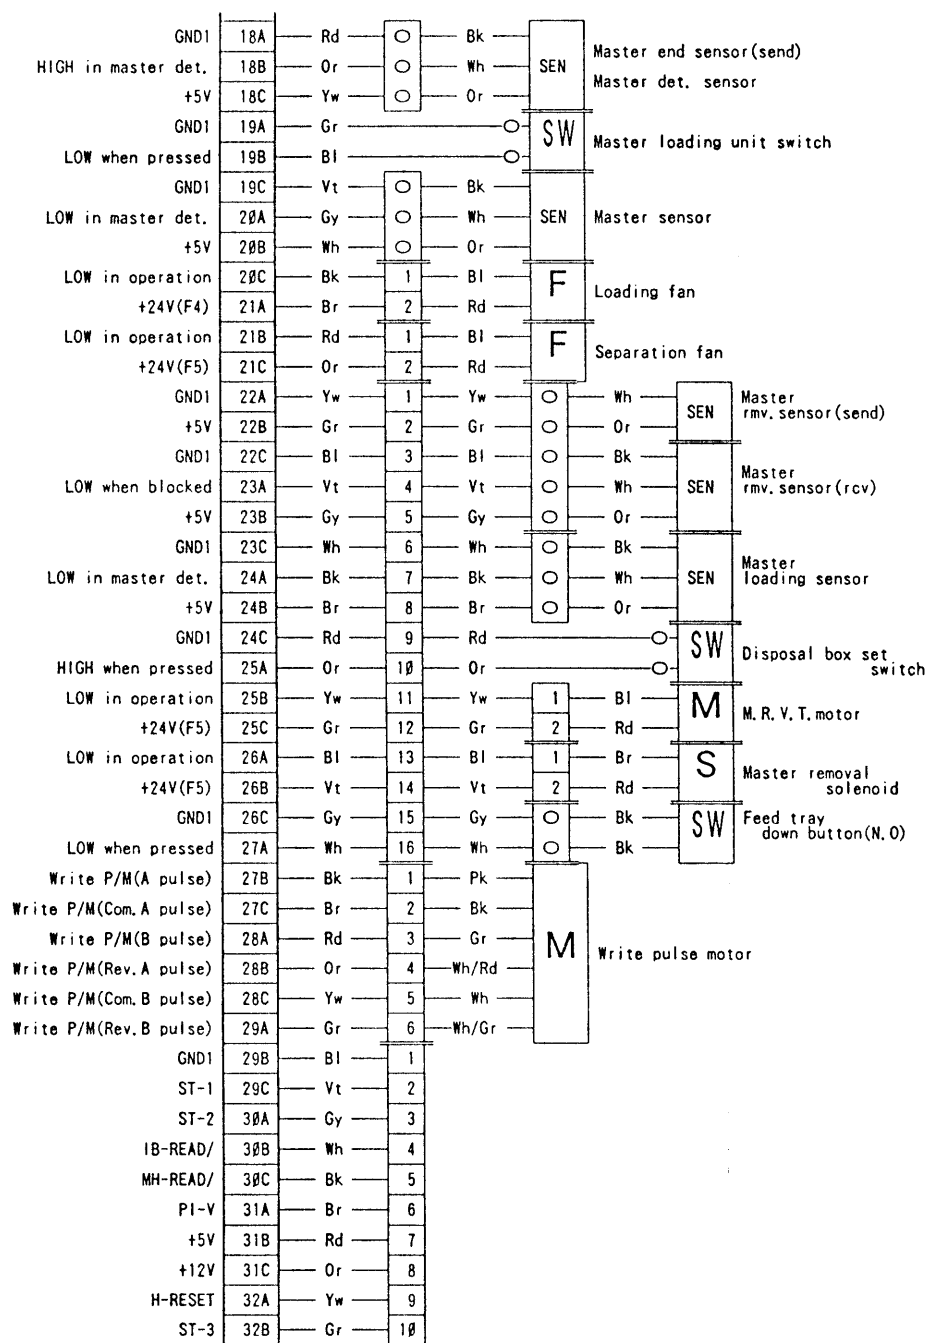 GND1 18A Rd O Bk
HIGH in master det. 18B Or O Wh SEN Master end sensor(send)
+5V 18C Yw O Or Master det. sensor
GND1 19A Gr O SW
LOW when pressed 19B Bl O Master loading unit switch
GND1 19C Vt O Bk
LOW in master det. 20A Gy O Wh SEN Master sensor
+5V 20B Wh O Or
LOW in operation 20C Bk 1 Bl F Loading fan
+24V(F4) 21A Br 2 Rd
LOW in operation 21B Rd 1 Bl F Separation fan
+24V(F5) 21C Or 2 Rd
GND1 22A Yw 1 Yw O Wh SEN Master
rmv.sensor(send)
+5V 22B Gr 2 Gr O Or
GND1 22C Bl 3 Bl O Bk Master
LOW when blocked 23A Vt 4 Vt O Wh SEN rmv.sensor(rcv)
+5V 23B Gy 5 Gy O Or
GND1 23C Wh 6 Wh O Bk Master
LOW in master det. 24A Bk 7 Bk O Wh SEN loading sensor
+5V 24B Br 8 Br O Or
GND1 24C Rd 9 Rd O SW Disposal box set
HIGH when pressed 25A Or 10 Or O switch
LOW in operation 25B Yw 11 Yw 1 Bl M M.R.V.T.motor
+24V(F5) 25C Gr 12 Gr 2 Rd
LOW in operation 26A Bl 13 Bl 1 Br S Master removal
+24V(F5) 26B Vt 14 Vt 2 Rd solenoid
GND1 26C Gy 15 Gy O Bk SW Feed tray
down button(N.O)
LOW when pressed 27A Wh 16 Wh O Bk
Write P/M(A pulse) 27B Bk 1 Pk
Write P/M(Com.A pulse) 27C Br 2 Bk
Write P/M(B pulse) 28A Rd 3 Gr M Write pulse motor
Write P/M(Rev.A pulse) 28B Or 4 Wh/Rd
Write P/M(Com.B pulse) 28C Yw 5 Wh
Write P/M(Rev.B pulse) 29A Gr 6 Wh/Gr
GND1 29B Bl 1
ST-1 29C Vt 2
ST-2 30A Gy 3
IB-READ/ 30B Wh 4
MH-READ/ 30C Bk 5
PI-V 31A Br 6
+5V 31B Rd 7
+12V 31C Or 8
H-RESET 32A Yw 9
ST-3 32B Gr 10